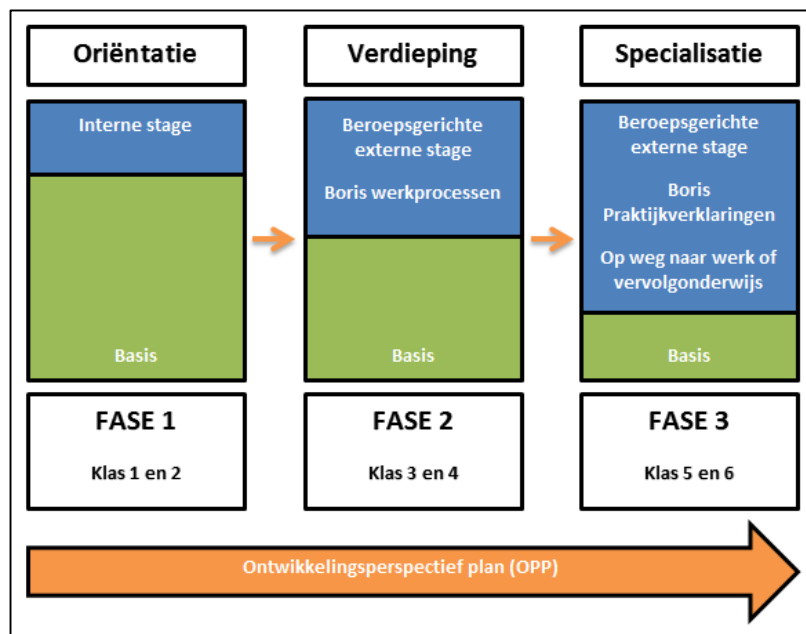 Oriëntatie
Interne stage
Basis
FASE 1
Klas 1 en 2
Verdieping
Beroepsgerichte
externe stage
Boris werkprocessen
Basis
FASE 2
Klas 3 en 4
Specialisatie
Beroepsgerichte
externe stage
Boris
Praktijkverklaringen
Op weg naar werk of
vervolgonderwijs
Basis
FASE 3
Klas 5 en 6
Ontwikkelingsperspectief plan (OPP)